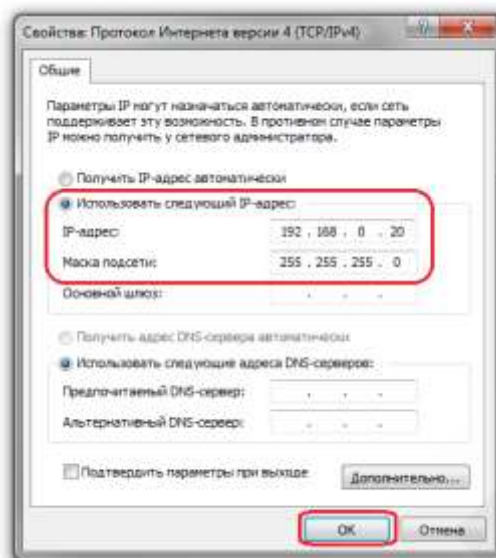 Свойства: Протокол Интернета версии 4 (TCP/IPv4)
Общие
Параметры IP могут назначаться автоматически, если сеть
поддерживает эту возможность. В противном случае параметры
IP можно получить у сетевого администратора.
Получить IP-адрес автоматически
Использовать следующий IP-адрес:
IP-адрес: 192 . 168 . 0 . 20
Маска подсети: 255 . 255 . 255 . 0
Основной шлюз: . . .
Получить адрес DNS-сервера автоматически
Использовать следующие адреса DNS-серверов:
Предпочитаемый DNS-сервер: . . .
Альтернативный DNS-сервер: . . .
Подтвердить параметры при выходе
Дополнительно...
OK Отмена